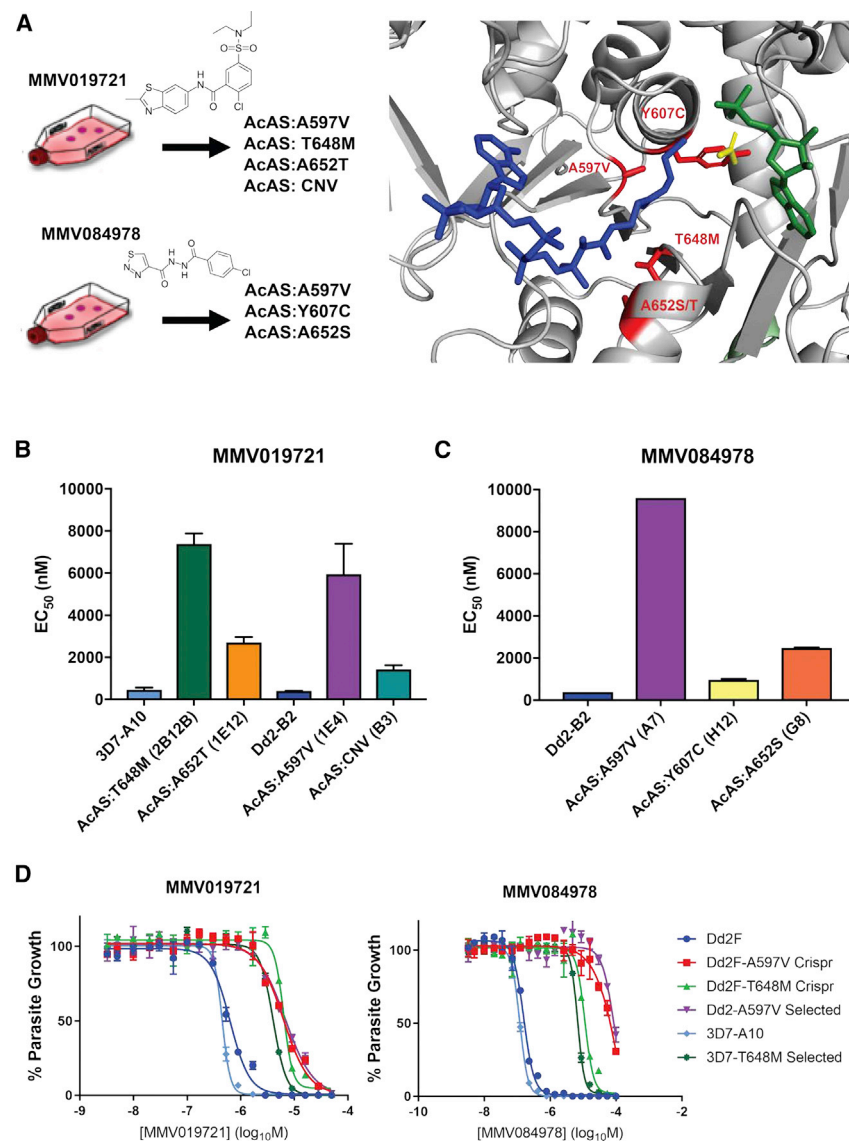 A
MMV019721
N
O=S=O
N
S
H
N
O
Cl
AcAS:A597V
AcAS: T648M
AcAS:A652T
AcAS: CNV
MMV084978
S
N
N
O
H
N
N
H
O
Cl
AcAS:A597V
AcAS:Y607C
AcAS:A652S
Y607C
A597V
T648M
A652S/T
B
MMV019721
EC50 (nM)
10000
8000
6000
4000
2000
0
3D7-A10
AcAS:T648M (2B12B)
AcAS:A652T (1E12)
Dd2-B2
AcAS:A597V (1E4)
AcAS:CNV (B3)
C
MMV084978
EC50 (nM)
10000
8000
6000
4000
2000
0
Dd2-B2
AcAS:A597V (A7)
AcAS:Y607C (H12)
AcAS:A652S (G8)
D
MMV019721
% Parasite Growth
100
50
0
-9 -8 -7 -6 -5 -4
[MMV019721] (log10M)
MMV084978
% Parasite Growth
100
50
0
-10 -8 -6 -4 -2
[MMV084978] (log10M)
Dd2F
Dd2F-A597V Crispr
Dd2F-T648M Crispr
Dd2-A597V Selected
3D7-A10
3D7-T648M Selected